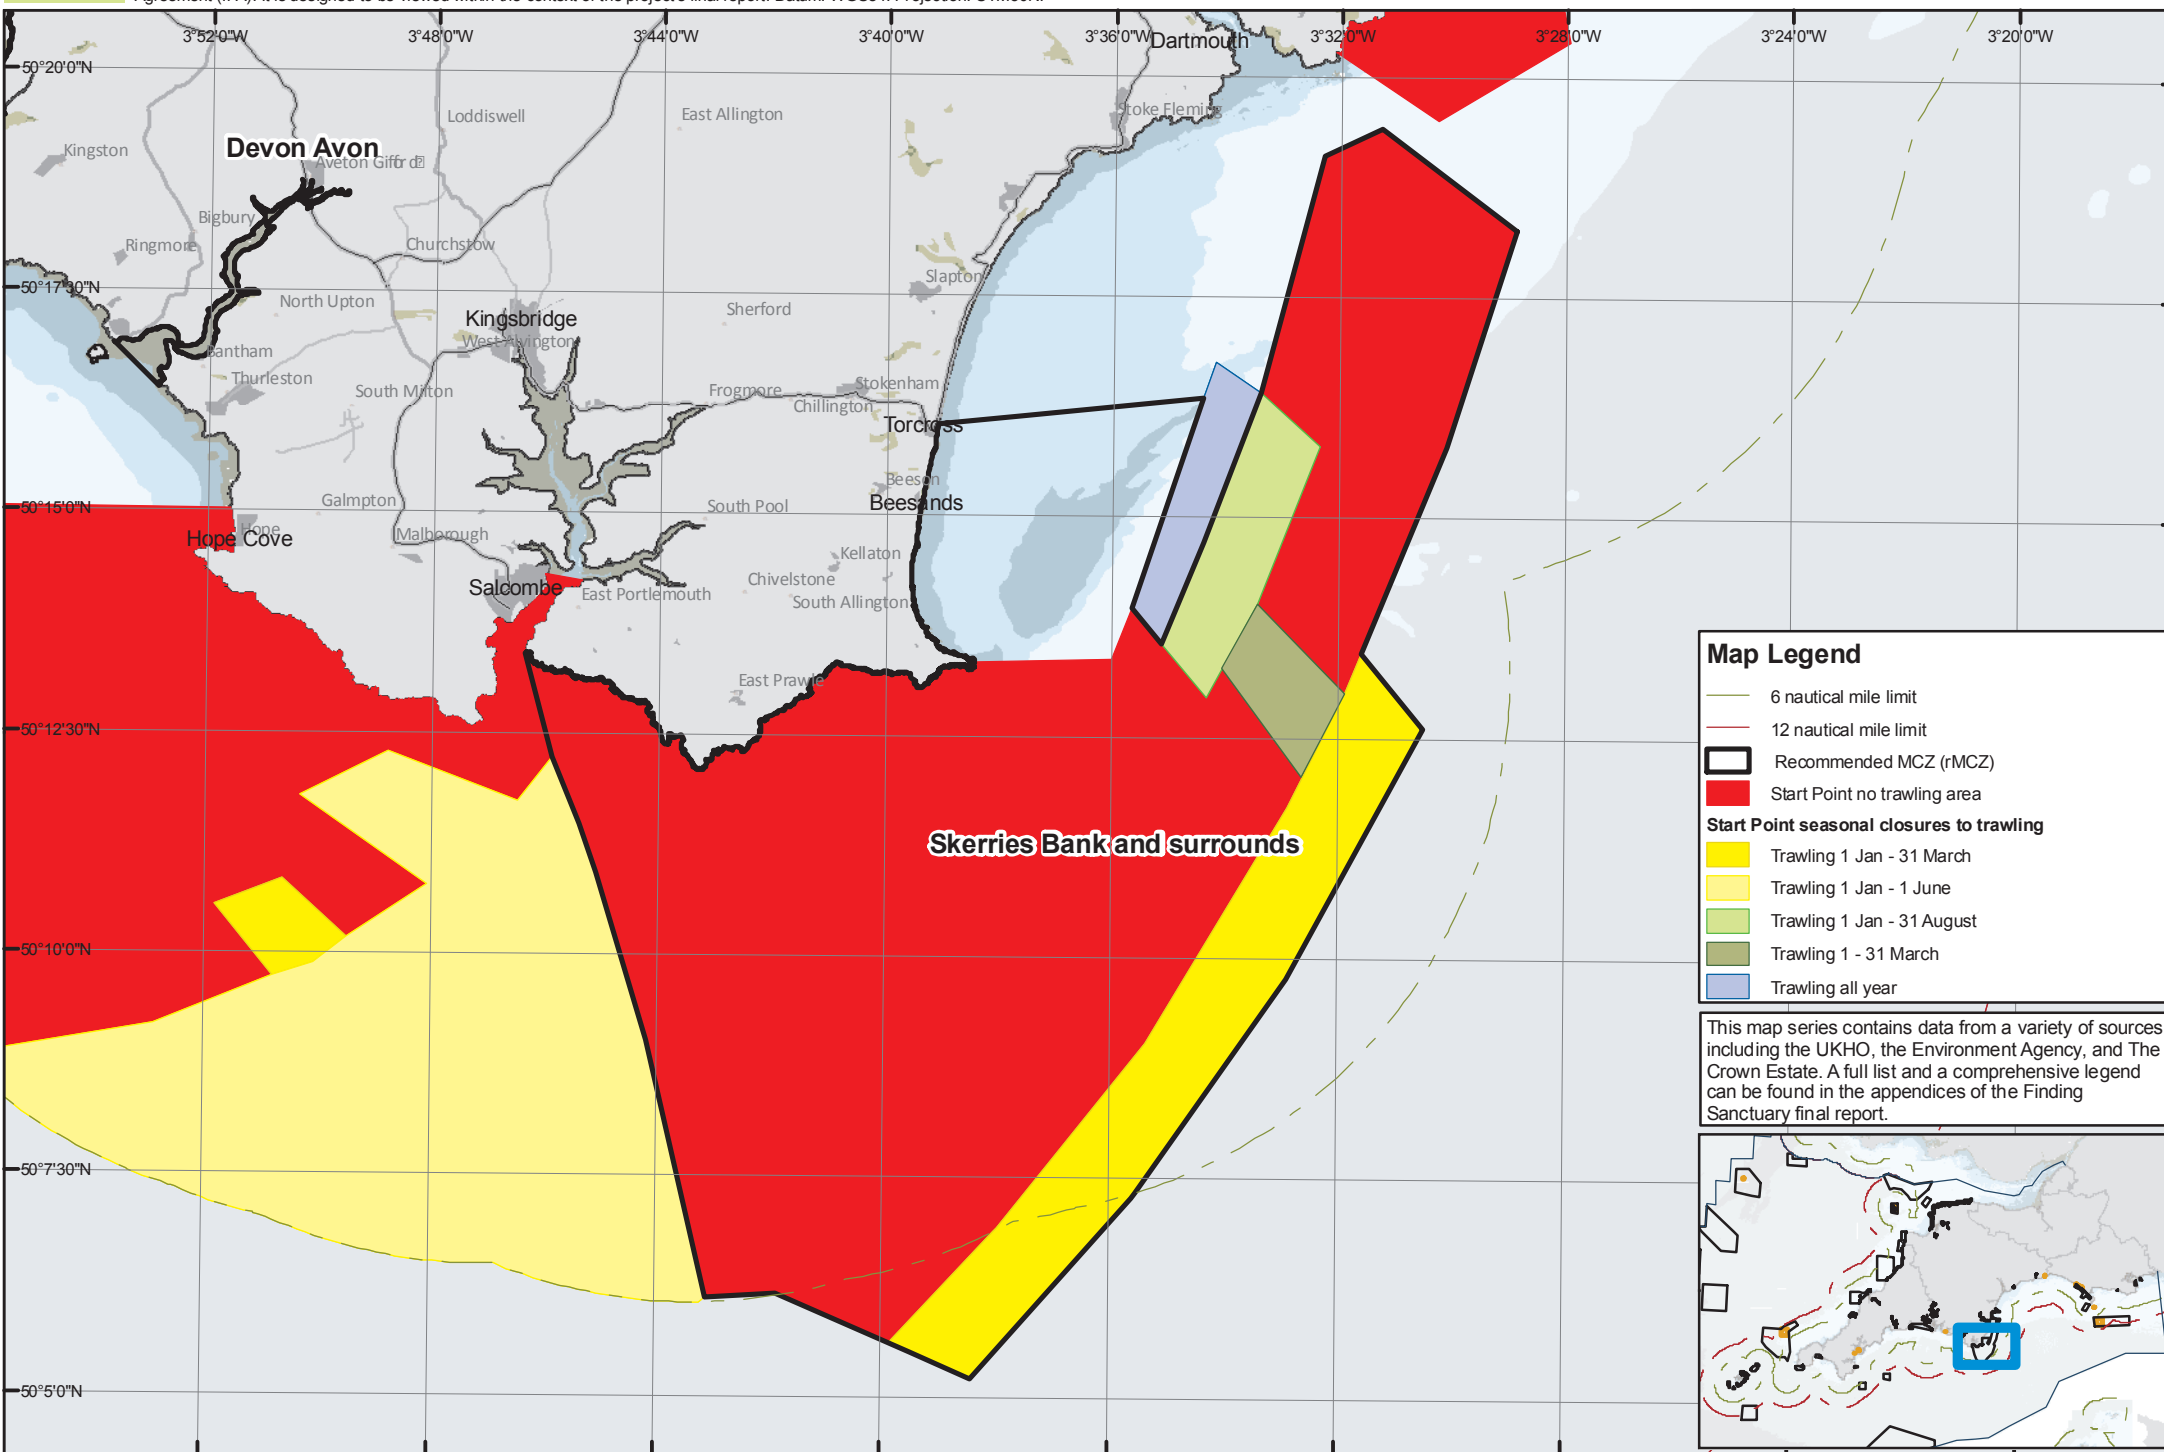 3°52'0"W 3°48'0"W 3°44'0"W 3°40'0"W 3°36'0"W 3°32'0"W 3°28'0"W 3°24'0"W 3°20'0"W
Dartmouth
50°20'0"N
Stoke Fleming
Loddiswell
East Allington
Kingston
Devon Avon
Aveton Giffrd
Bigbury
Ringmore
Churchstow
Slapton
50°17'30"N
North Upton
Sherford
Kingsbridge
West Alvington
Bantham
Thurleston
South Milton
Frogmore
Stokenham
Chillington
Torcross
Beeson
Beesands
Galmpton
South Pool
50°15'0"N
Hope
Hope Cove
Malborough
Kellaton
Chivelstone
Salcombe
East Portlemouth
South Allington
East Prawle
50°12'30"N
Skerries Bank and surrounds
50°10'0"N
50°7'30"N
50°5'0"N
Map Legend
6 nautical mile limit
12 nautical mile limit
Recommended MCZ (rMCZ)
Start Point no trawling area
Start Point seasonal closures to trawling
Trawling 1 Jan - 31 March
Trawling 1 Jan - 1 June
Trawling 1 Jan - 31 August
Trawling 1 - 31 March
Trawling all year
This map series contains data from a variety of sources
including the UKHO, the Environment Agency, and The
Crown Estate. A full list and a comprehensive legend
can be found in the appendices of the Finding
Sanctuary final report.